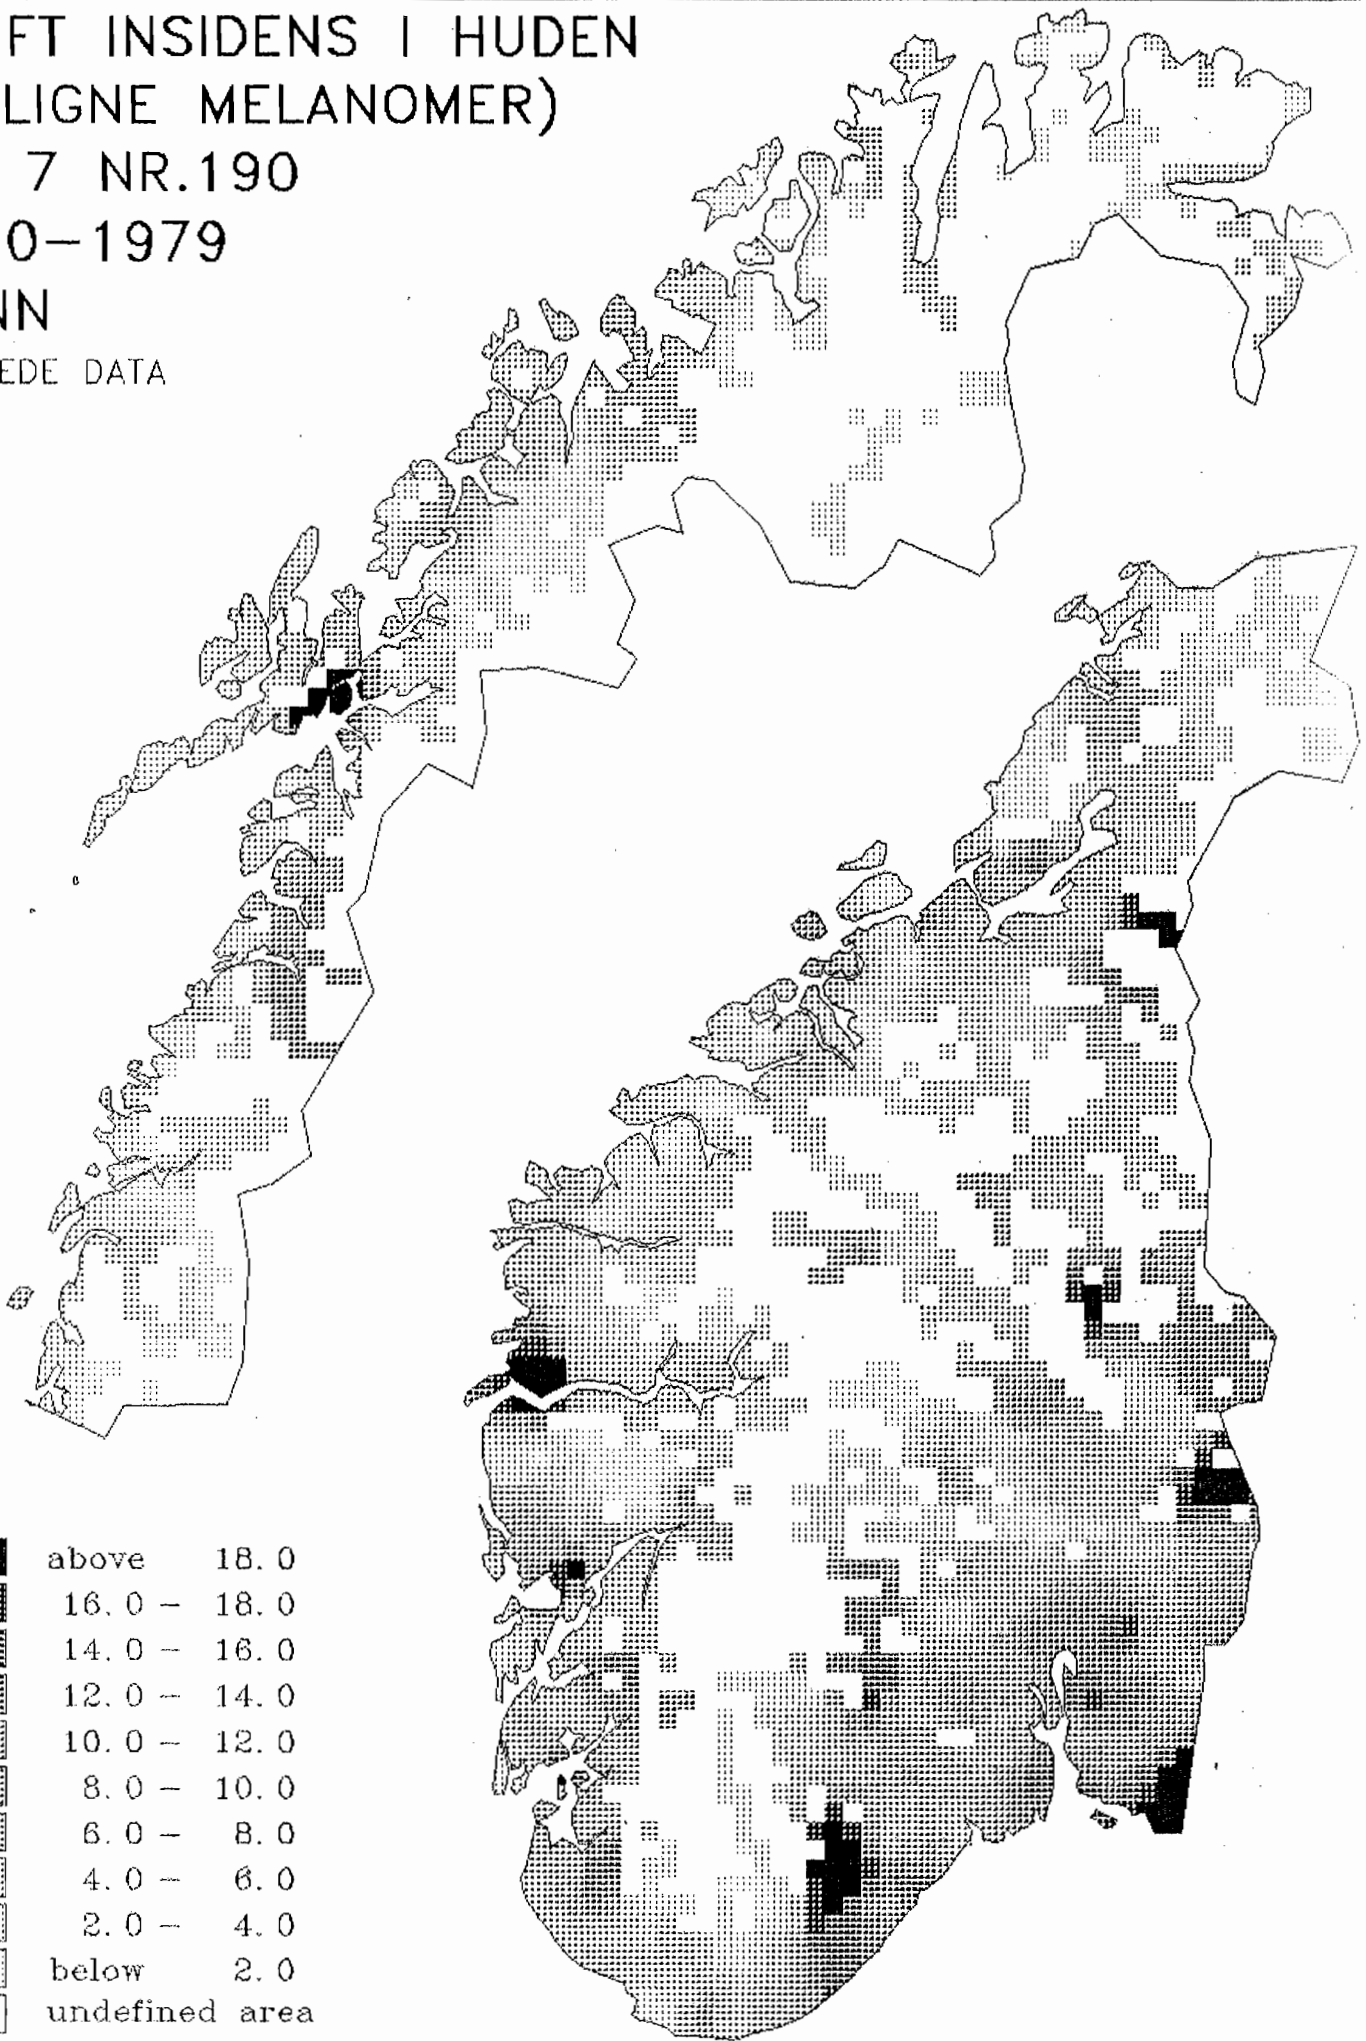 FT INSIDENS I HUDEN
LIGNE MELANOMER)
7 NR.190
0-1979
NN
EDE DATA
above 18.0
16.0 - 18.0
14.0 - 16.0
12.0 - 14.0
10.0 - 12.0
8.0 - 10.0
6.0 - 8.0
4.0 - 6.0
2.0 - 4.0
below 2.0
undefined area